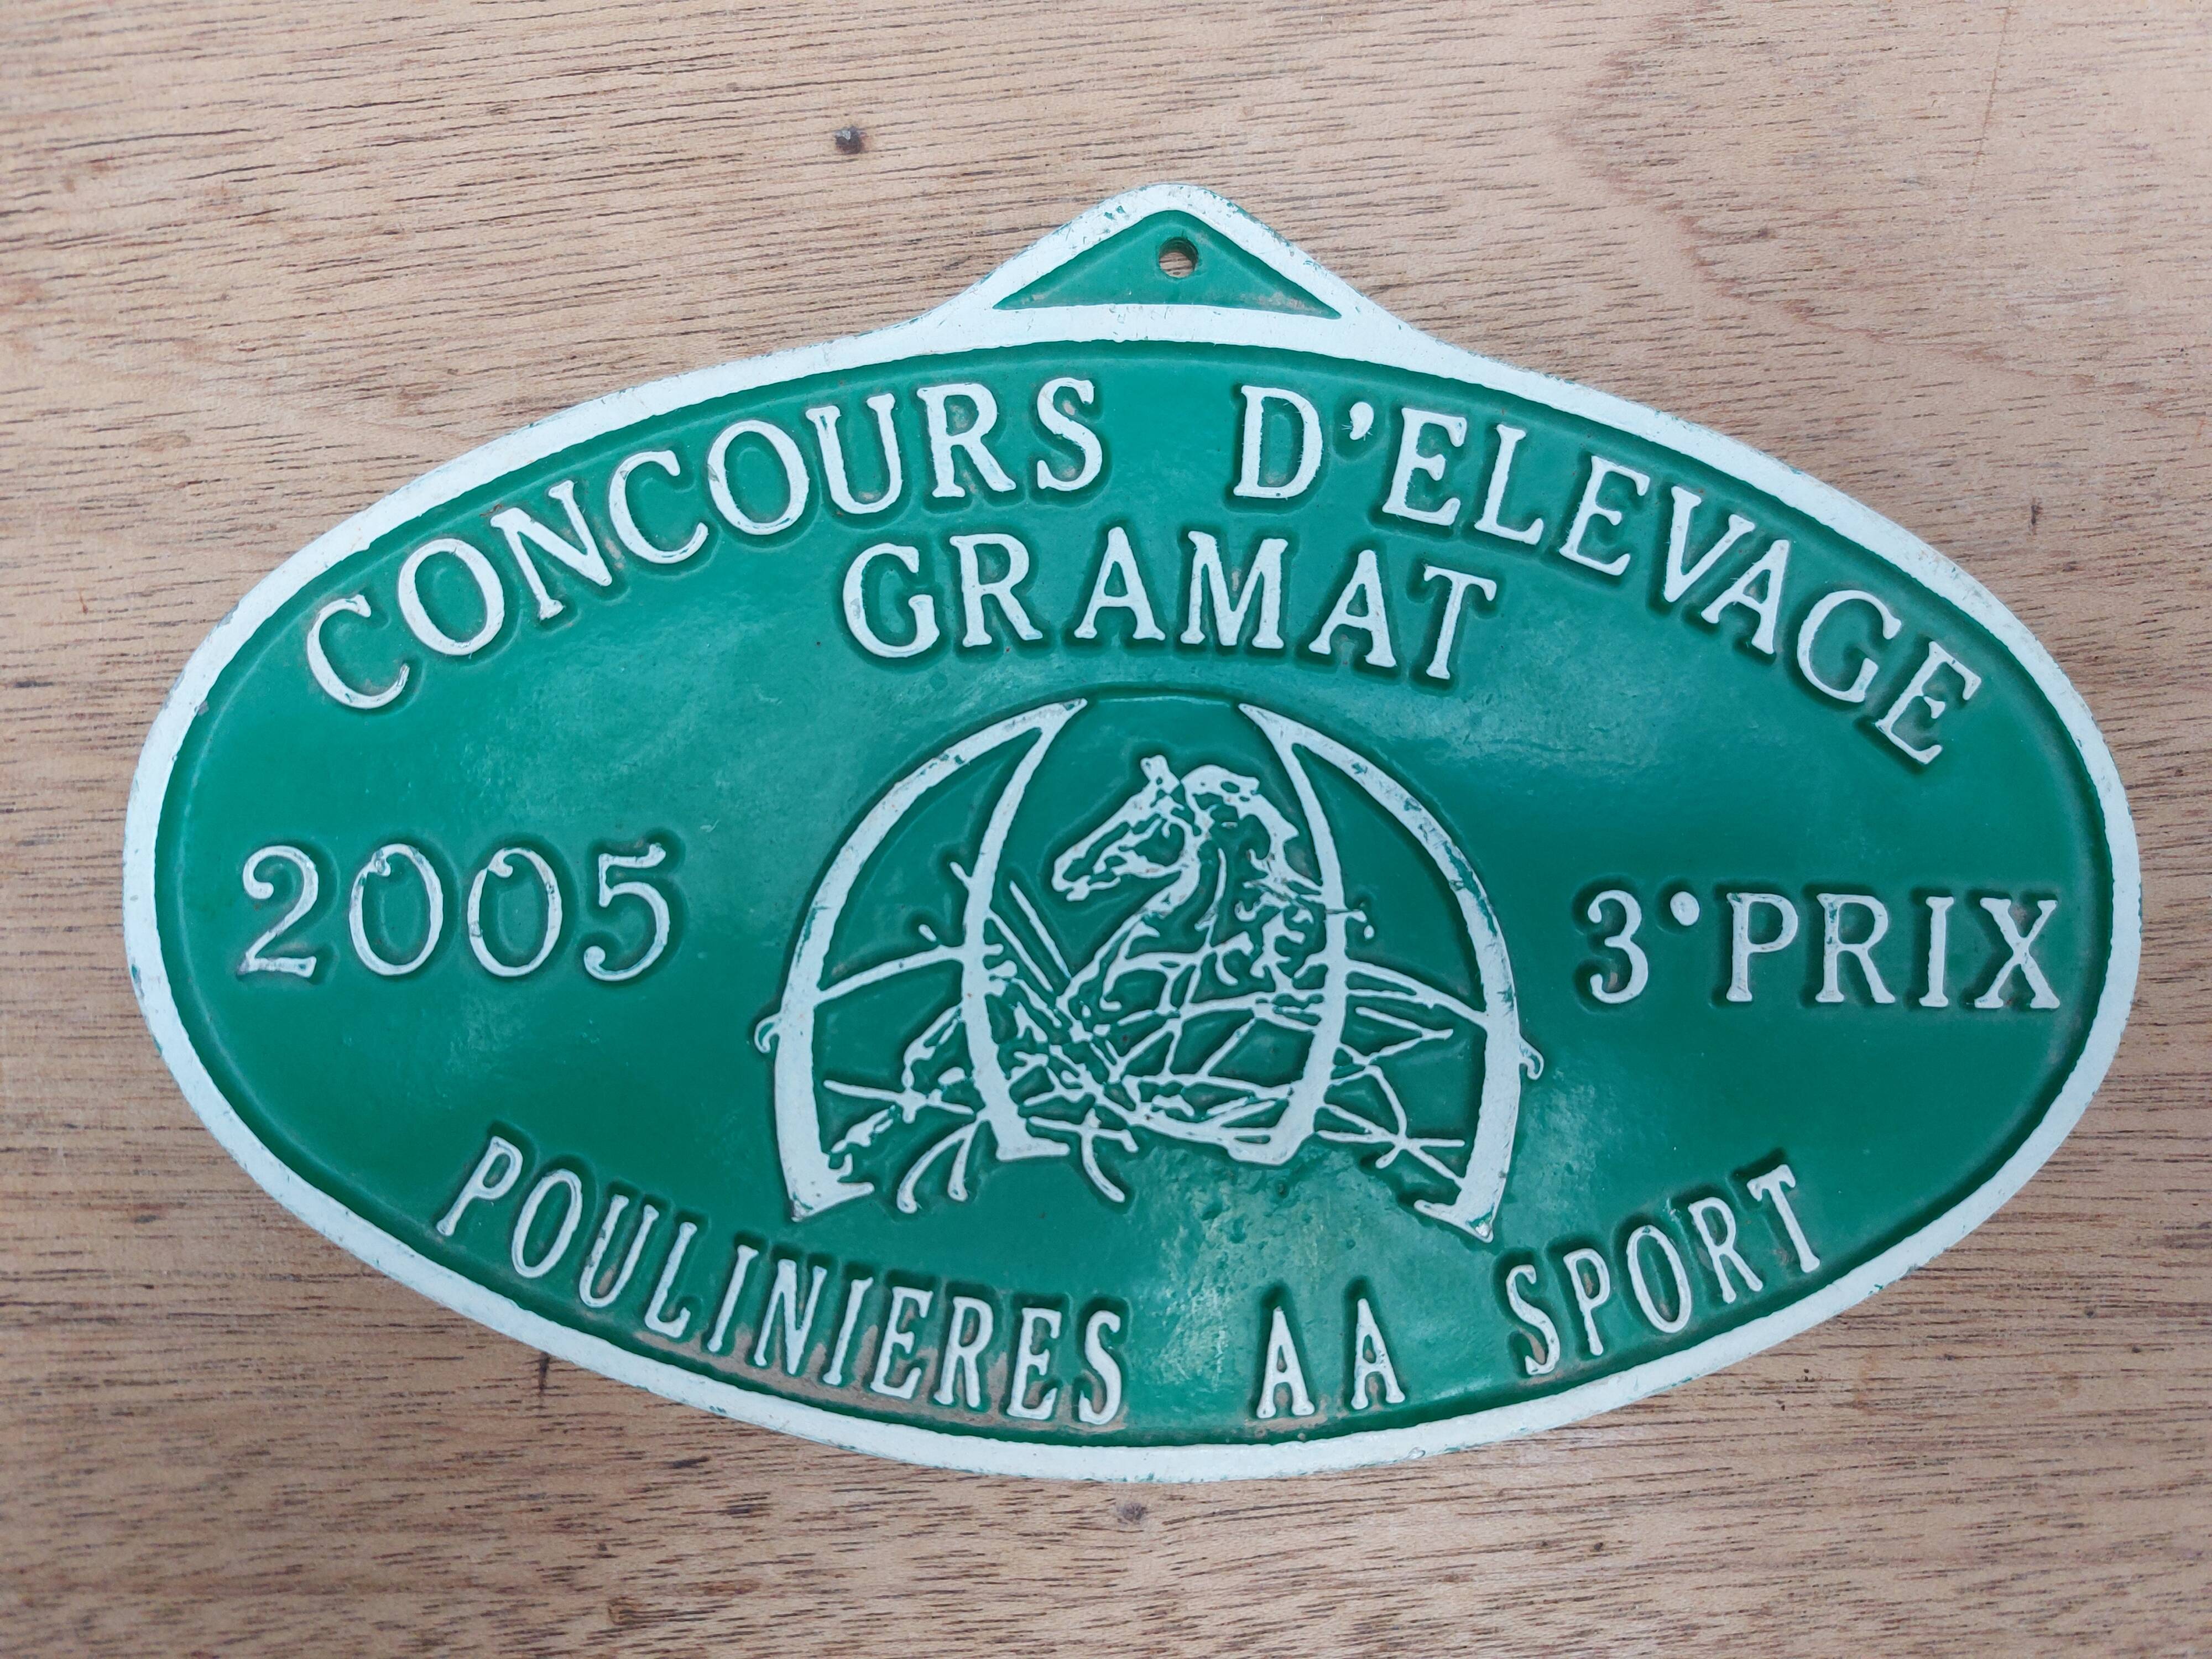 CONCOURS D'ELEVAGE
GRAMAT
2005
3° PRIX
POULINIERES AA SPORT